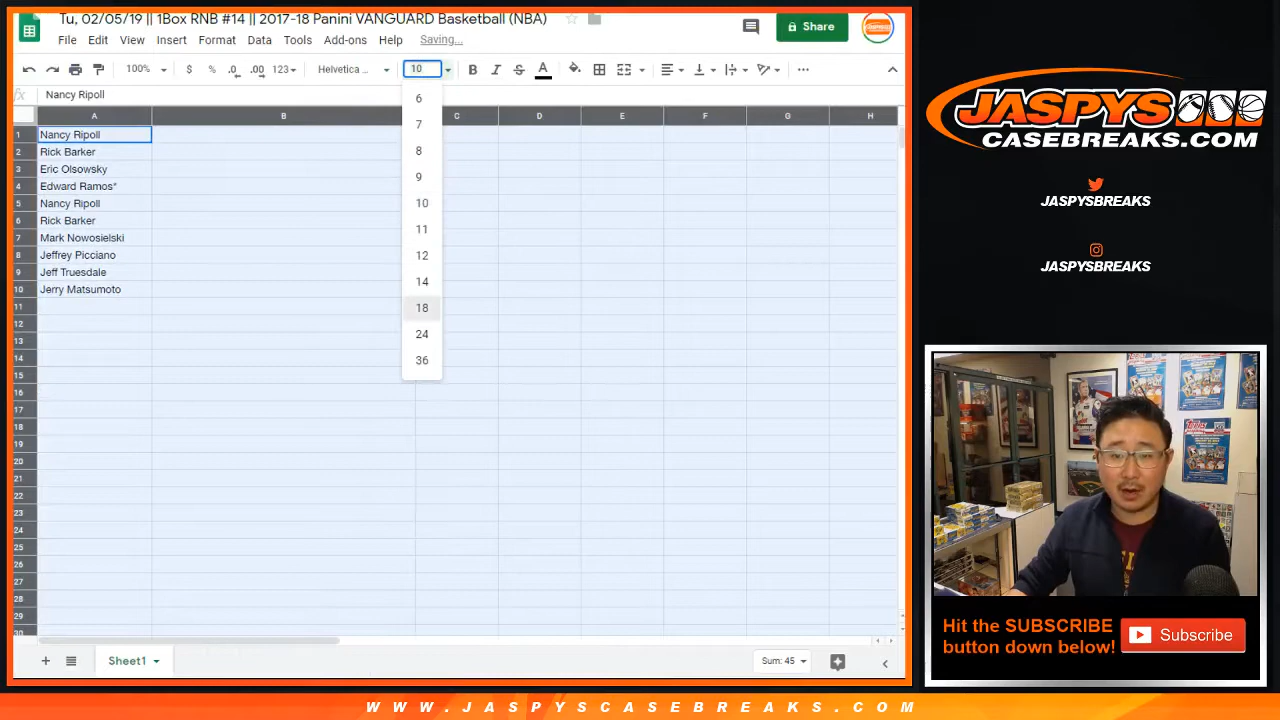 Tu, 02/05/19 || 1Box RNB #14 || 2017-18 Panini VANGUARD Basketball (NBA)
File Edit View Insert Format Data Tools Add-ons Help Saving...
Share
100% $ % .0 .00 123 Helvetica ... 10 B I S A
fx Nancy Ripoll
A B C D E F G H
1 Nancy Ripoll
2 Rick Barker
3 Eric Olsowsky
4 Edward Ramos*
5 Nancy Ripoll
6 Rick Barker
7 Mark Nowosielski
8 Jeffrey Picciano
9 Jeff Truesdale
10 Jerry Matsumoto
11
12
13
14
15
16
17
18
19
20
21
22
23
24
25
26
27
28
29
30
6
7
8
9
10
11
12
14
18
24
36
Sheet1
Sum: 45
JASPYS
CASEBREAKS.COM
JASPYSBREAKS
JASPYSBREAKS
Hit the SUBSCRIBE
button down below!
Subscribe
WWW.JASPYSCASEBREAKS.COM